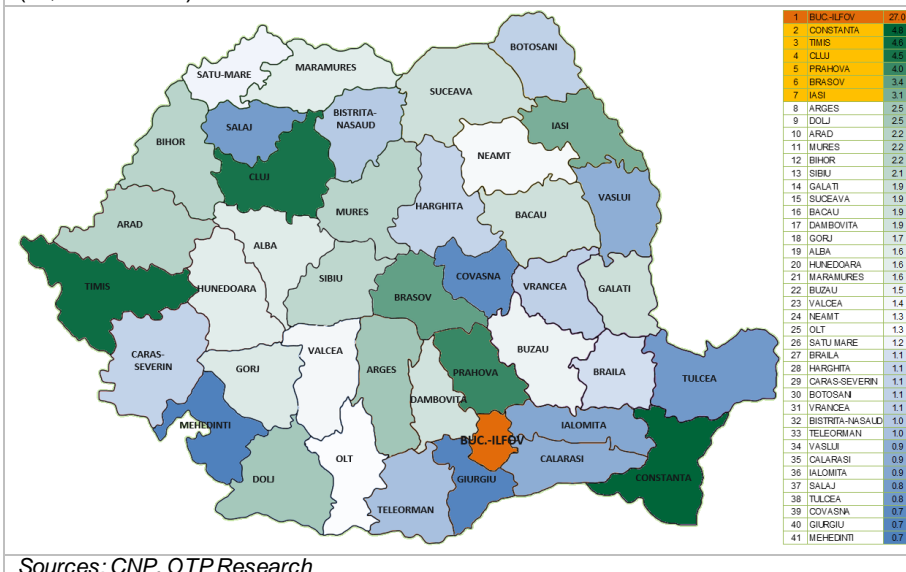 BOTOSANI
MARAMURES
SATU-MARE
SUCEAVA
BISTRITA-
NASAUD
SALAJ
IASI
BIHOR
NEAMT
CLUJ
VASLUI
HARGHITA
MURES
BACAU
ARAD
ALBA
COVASNA
SIBIU
TIMIS
HUNEDOARA
VRANCEA
GALATI
BRASOV
CARAS-
SEVERIN
VALCEA
BUZAU
GORJ
ARGES
PRAHOVA
BRAILA
TULCEA
DAMBOVITA
MEHEDINTI
IALOMITA
BUC.-ILFOV
OLT
CALARASI
DOLJ
GIURGIU
CONSTANTA
TELEORMAN
1 BUC-ILFOV 27.0
2 CONSTANTA 4.8
3 TIMIS 4.6
4 CLUJ 4.5
5 PRAHOVA 4.0
6 BRASOV 3.4
7 IASI 3.1
8 ARGES 2.5
9 DOLJ 2.5
10 ARAD 2.2
11 MURES 2.2
12 BIHOR 2.2
13 SIBIU 2.1
14 GALATI 1.9
15 SUCEAVA 1.9
16 BACAU 1.9
17 DAMBOVITA 1.9
18 GORJ 1.7
19 ALBA 1.6
20 HUNEDOARA 1.6
21 MARAMURES 1.6
22 BUZAU 1.5
23 VALCEA 1.4
24 NEAMT 1.3
25 OLT 1.3
26 SATU MARE 1.2
27 BRAILA 1.1
28 HARGHITA 1.1
29 CARAS-SEVERIN 1.1
30 BOTOSANI 1.1
31 VRANCEA 1.1
32 BISTRITA-NASAUD 1.0
33 TELEORMAN 1.0
34 VASLUI 0.9
35 CALARASI 0.9
36 IALOMITA 0.9
37 SALAJ 0.8
38 TULCEA 0.8
39 COVASNA 0.7
40 GIURGIU 0.7
41 MEHEDINTI 0.7
Sources: CNP, OTP Research